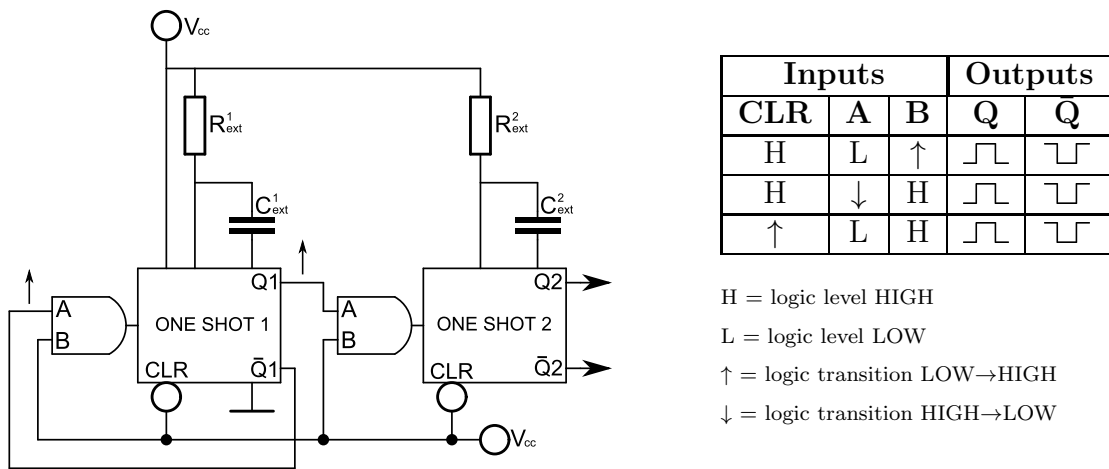 Vcc
R¹ext
R²ext
C¹ext
C²ext
A
B
ONE SHOT 1
Q1
Q̄1
CLR
A
B
ONE SHOT 2
Q2
Q̄2
CLR
Vcc
Inputs Outputs
CLR A B Q Q̄
H L ↑
H ↓ H
↑ L H
H = logic level HIGH
L = logic level LOW
↑ = logic transition LOW→HIGH
↓ = logic transition HIGH→LOW